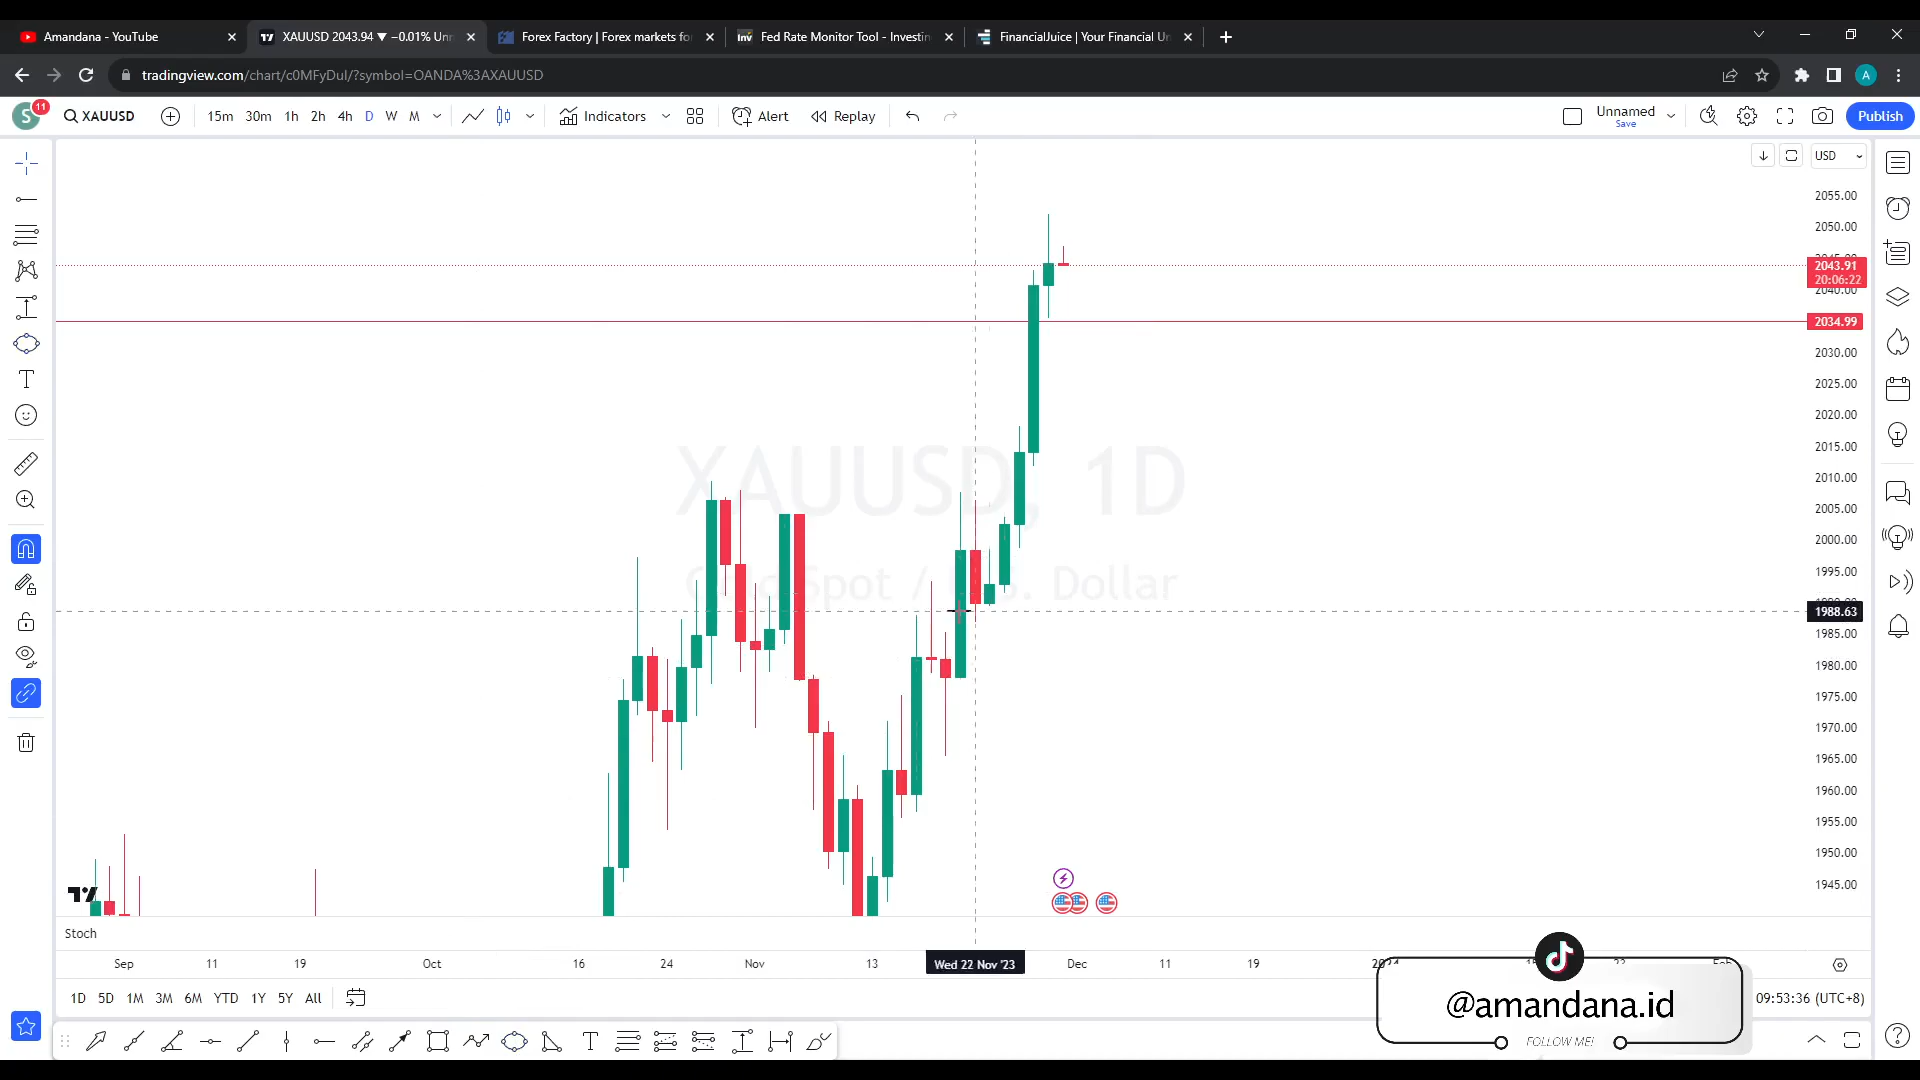 Amandana - YouTube
XAUUSD 2043.94 ▼ −0.01% Unn
Forex Factory | Forex markets fo
Fed Rate Monitor Tool - Investin
FinancialJuice | Your Financial Un
tradingview.com/chart/c0MFyDul/?symbol=OANDA%3AXAUUSD
A
S
11
XAUUSD
15m
30m
1h
2h
4h
D
W
M
Indicators
Alert
Replay
Unnamed
Save
Publish
USD
2055.00
2050.00
2043.91
20:06:22
2040.00
2034.99
2030.00
2025.00
2020.00
2015.00
2010.00
2005.00
2000.00
1995.00
1988.63
1985.00
1980.00
1975.00
1970.00
1965.00
1960.00
1955.00
1950.00
1945.00
XAUUSD, 1D
Spot / U.S. Dollar
Stoch
Sep
11
19
Oct
16
24
Nov
13
Wed 22 Nov '23
Dec
11
19
1D
5D
1M
3M
6M
YTD
1Y
5Y
All
09:53:36 (UTC+8)
@amandana.id
FOLLOW ME!